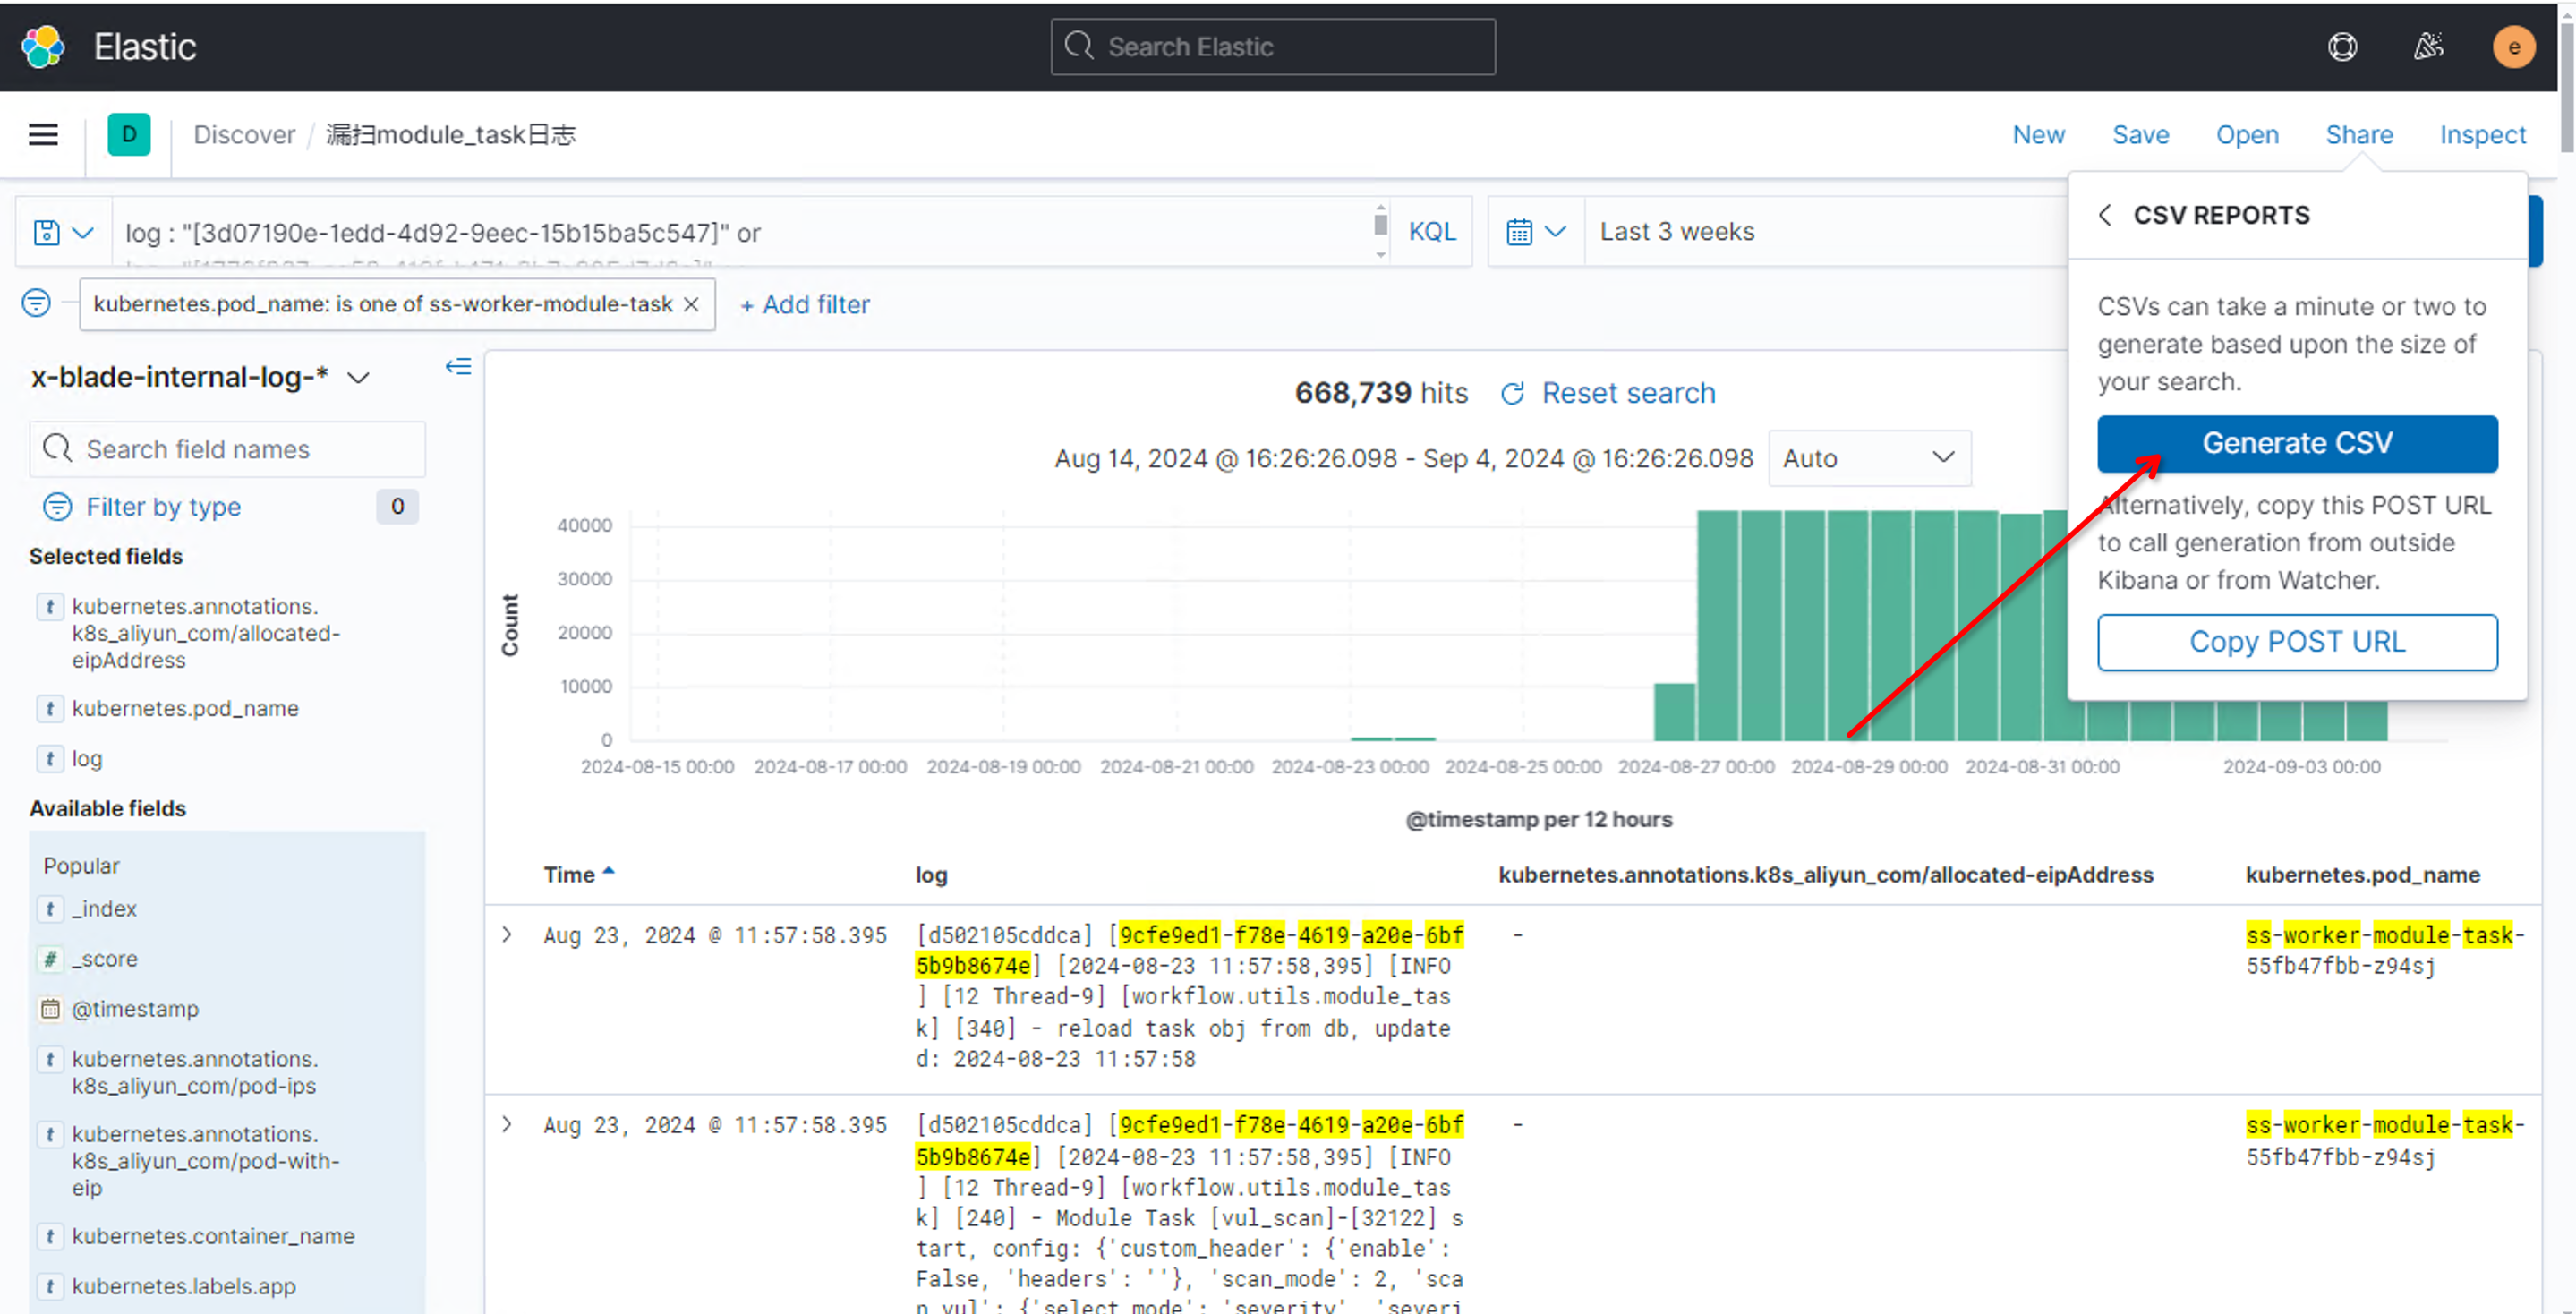 Elastic
Search Elastic
e
D
Discover / 漏扫module_task日志
New Save Open Share Inspect
log : "[3d07190e-1edd-4d92-9eec-15b15ba5c547]" or
KQL
Last 3 weeks
kubernetes.pod_name: is one of ss-worker-module-task ×
+ Add filter
CSV REPORTS
CSVs can take a minute or two to
generate based upon the size of
your search.
Generate CSV
Alternatively, copy this POST URL
to call generation from outside
Kibana or from Watcher.
Copy POST URL
x-blade-internal-log-*
Search field names
Filter by type 0
Selected fields
t kubernetes.annotations.
k8s_aliyun_com/allocated-
eipAddress
t kubernetes.pod_name
t log
Available fields
Popular
t _index
# _score
@timestamp
t kubernetes.annotations.
k8s_aliyun_com/pod-ips
t kubernetes.annotations.
k8s_aliyun_com/pod-with-
eip
t kubernetes.container_name
t kubernetes.labels.app
668,739 hits Reset search
Aug 14, 2024 @ 16:26:26.098 - Sep 4, 2024 @ 16:26:26.098 Auto
Count
40000
30000
20000
10000
0
2024-08-15 00:00 2024-08-17 00:00 2024-08-19 00:00 2024-08-21 00:00 2024-08-23 00:00 2024-08-25 00:00 2024-08-27 00:00 2024-08-29 00:00 2024-08-31 00:00 2024-09-03 00:00
@timestamp per 12 hours
Time log kubernetes.annotations.k8s_aliyun_com/allocated-eipAddress kubernetes.pod_name
Aug 23, 2024 @ 11:57:58.395
[d502105cddca] [9cfe9ed1-f78e-4619-a20e-6bf
5b9b8674e] [2024-08-23 11:57:58,395] [INFO
] [12 Thread-9] [workflow.utils.module_tas
k] [340] - reload task obj from db, update
d: 2024-08-23 11:57:58
-
ss-worker-module-task-
55fb47fbb-z94sj
Aug 23, 2024 @ 11:57:58.395
[d502105cddca] [9cfe9ed1-f78e-4619-a20e-6bf
5b9b8674e] [2024-08-23 11:57:58,395] [INFO
] [12 Thread-9] [workflow.utils.module_tas
k] [240] - Module Task [vul_scan]-[32122] s
tart, config: {'custom_header': {'enable':
False, 'headers': ''}, 'scan_mode': 2, 'sca
n_vul': {'select_mode': 'severity', 'severi
-
ss-worker-module-task-
55fb47fbb-z94sj